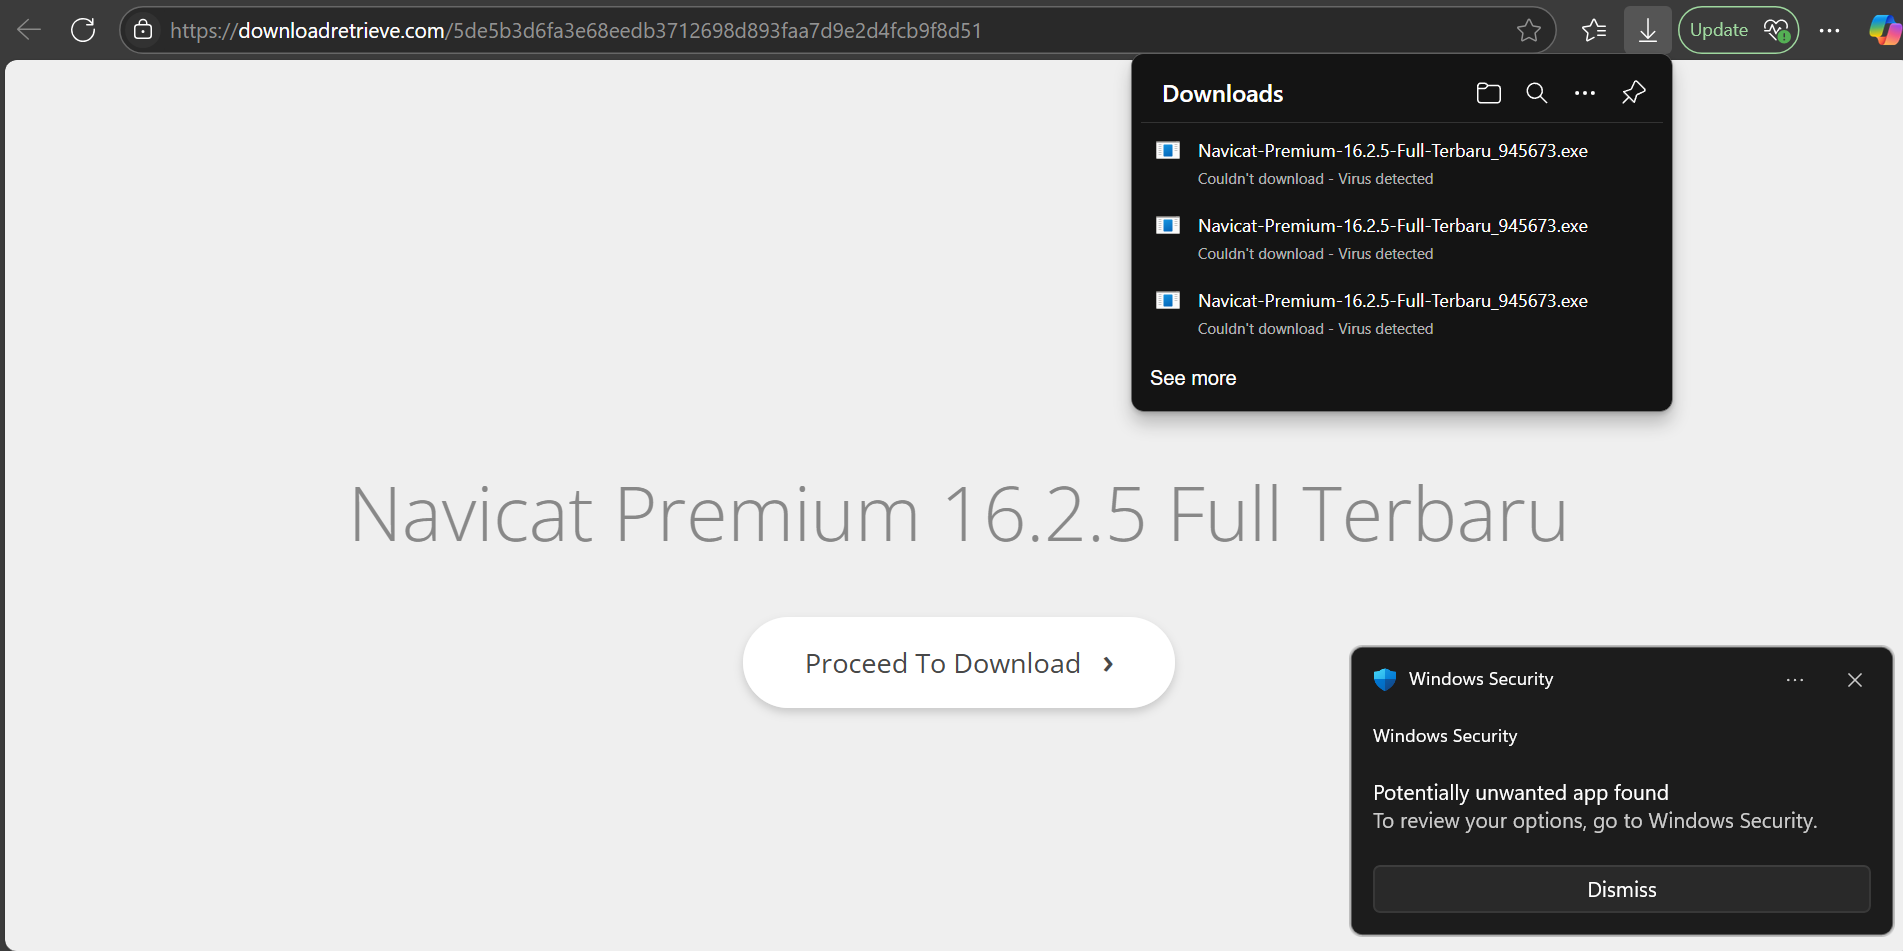 https://downloadretrieve.com/5de5b3d6fa3e68eedb3712698d893faa7d9e2d4fcb9f8d51
Update
Downloads
Navicat-Premium-16.2.5-Full-Terbaru_945673.exe
Couldn't download - Virus detected
Navicat-Premium-16.2.5-Full-Terbaru_945673.exe
Couldn't download - Virus detected
Navicat-Premium-16.2.5-Full-Terbaru_945673.exe
Couldn't download - Virus detected
See more
Navicat Premium 16.2.5 Full Terbaru
Proceed To Download
Windows Security
Windows Security
Potentially unwanted app found
To review your options, go to Windows Security.
Dismiss